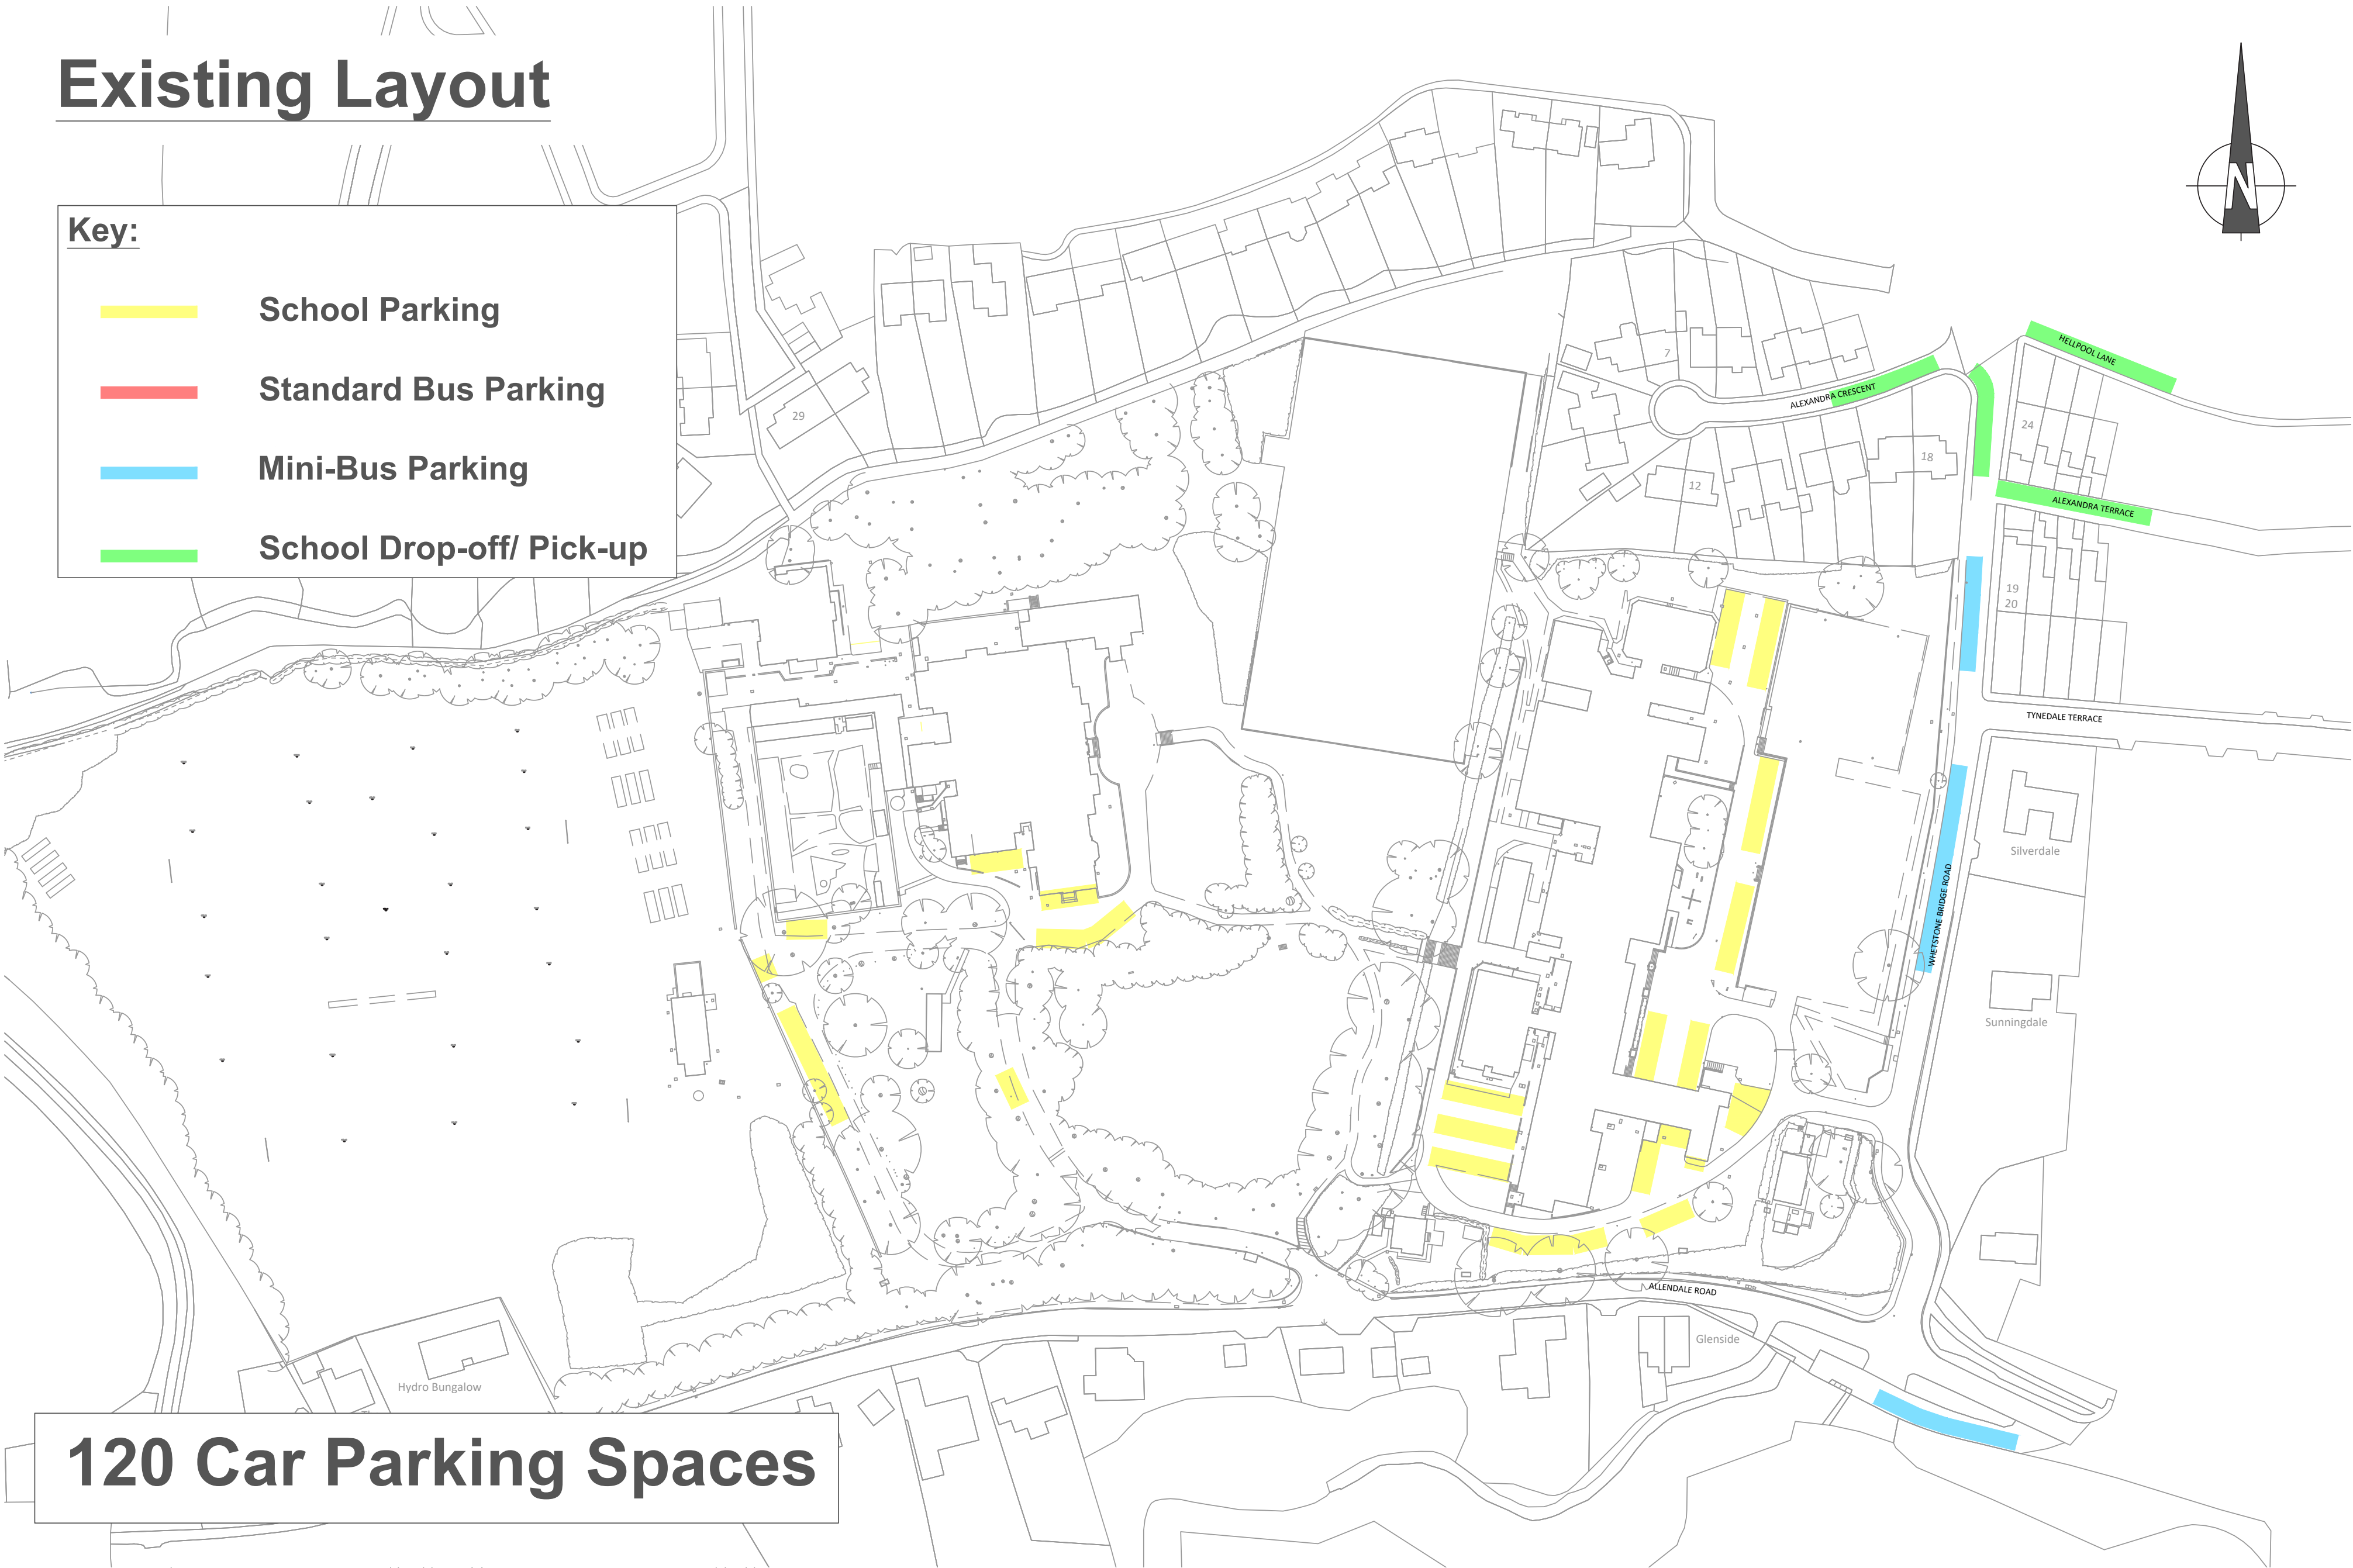 Existing Layout
N
Key:
School Parking
Standard Bus Parking
Mini-Bus Parking
School Drop-off/ Pick-up
HELLPOOL LANE
7
ALEXANDRA CRESCENT
29
24
18
12
ALEXANDRA TERRACE
19
20
TYNEDALE TERRACE
Silverdale
WHETSTONE BRIDGE ROAD
Sunningdale
ALLENDALE ROAD
Glenside
Hydro Bungalow
120 Car Parking Spaces